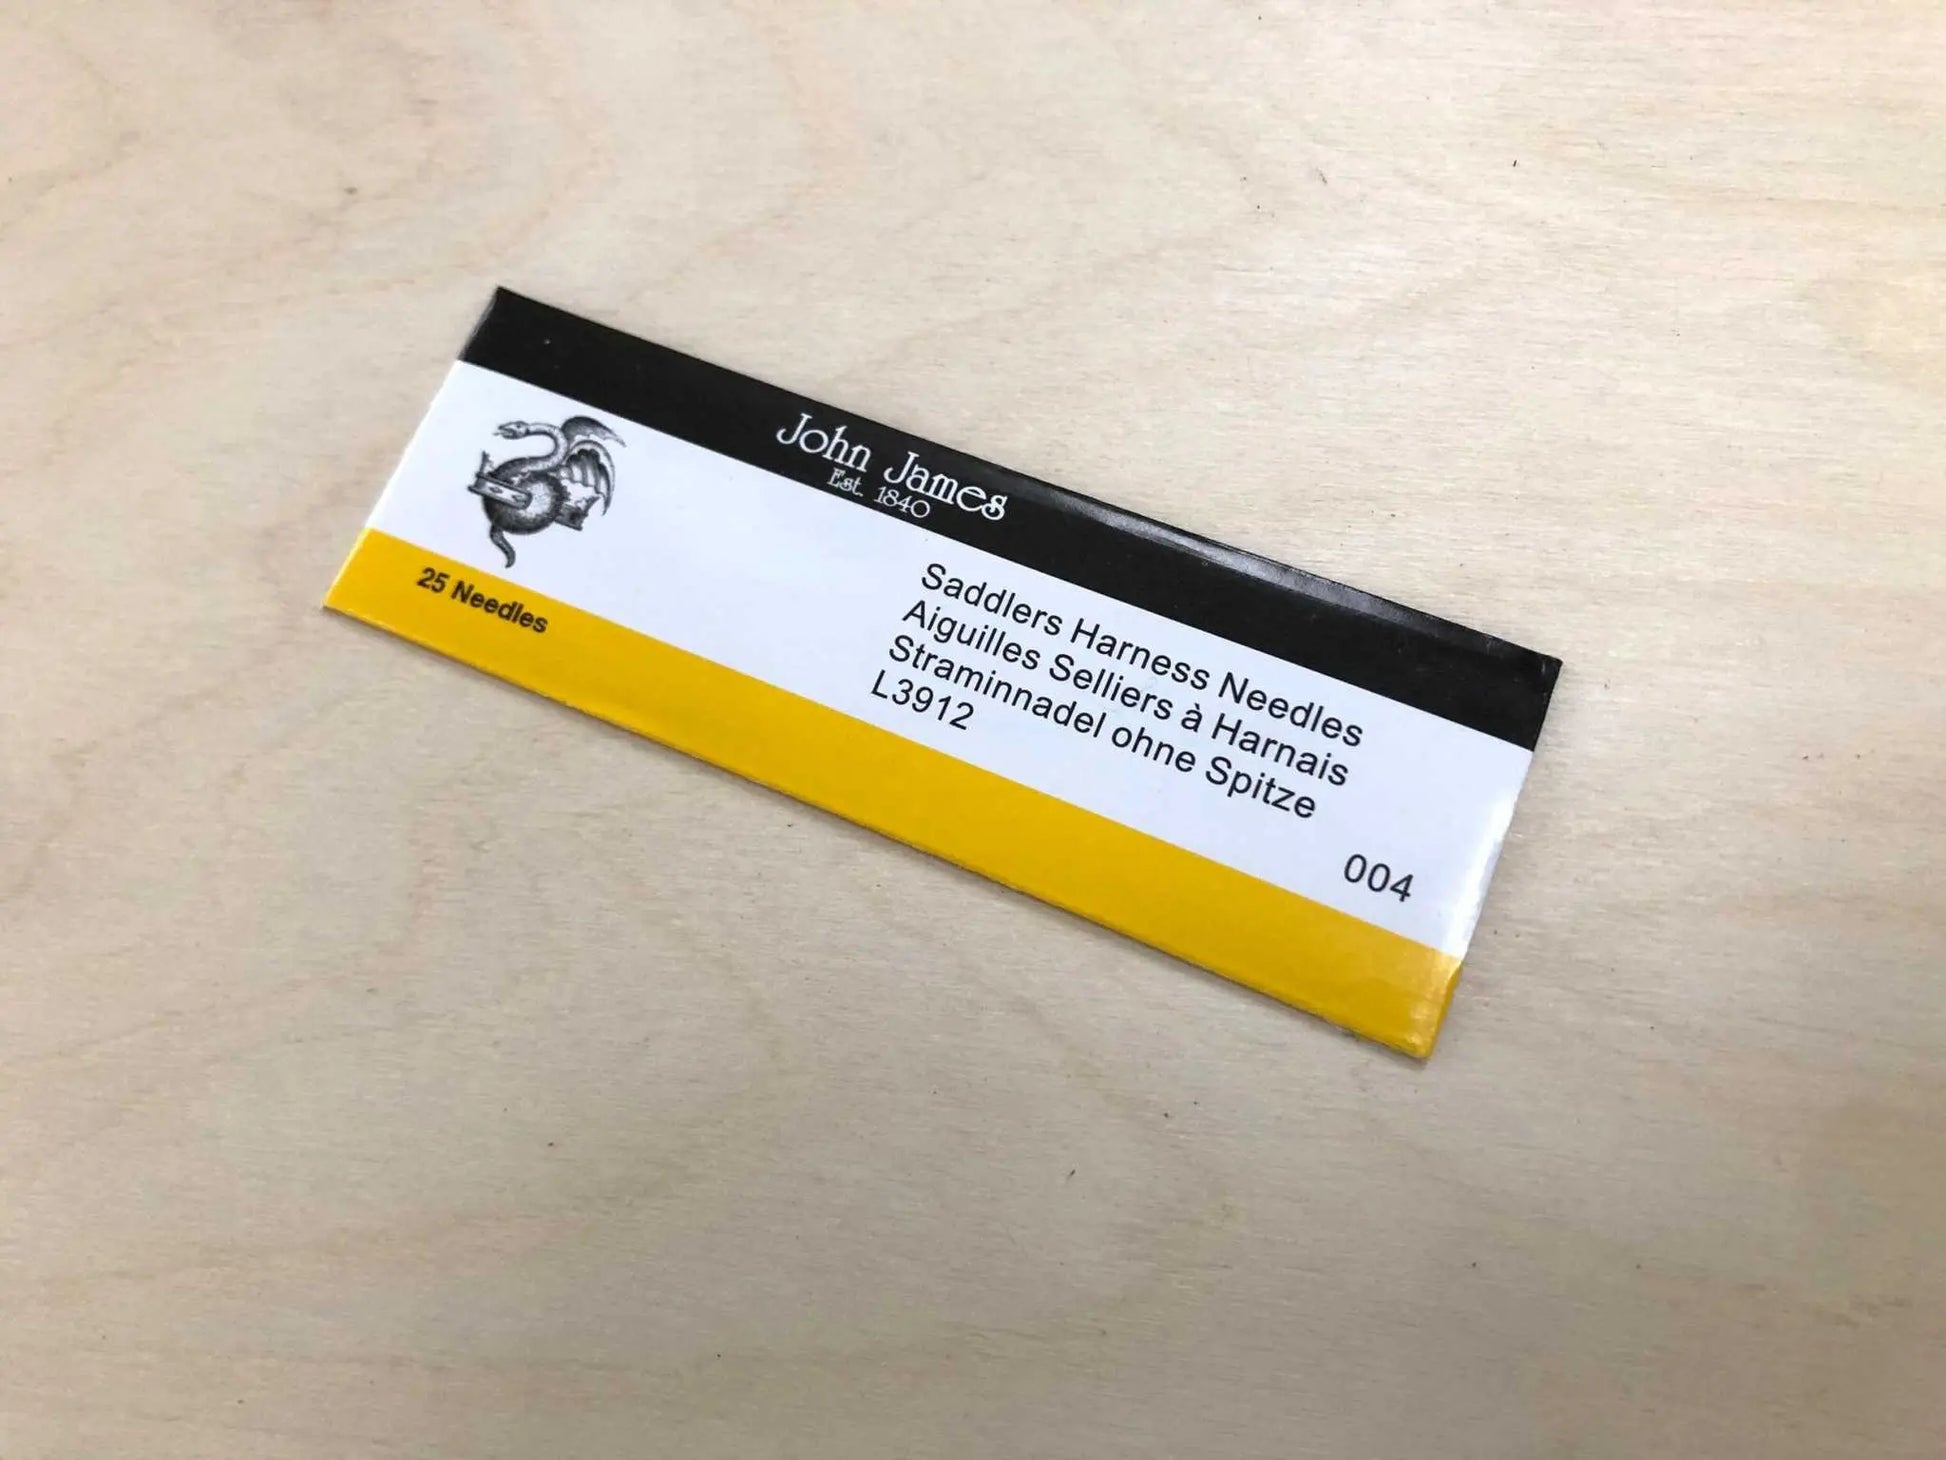 John James
Est. 1840
25 Needles
Saddlers Harness Needles
Aiguilles Selliers à Harnais
Straminnadel ohne Spitze
L3912
004